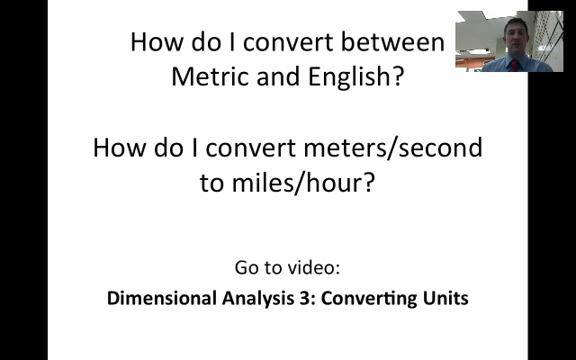 How do I convert between
Metric and English?
How do I convert meters/second
to miles/hour?
Go to video:
Dimensional Analysis 3: Converting Units